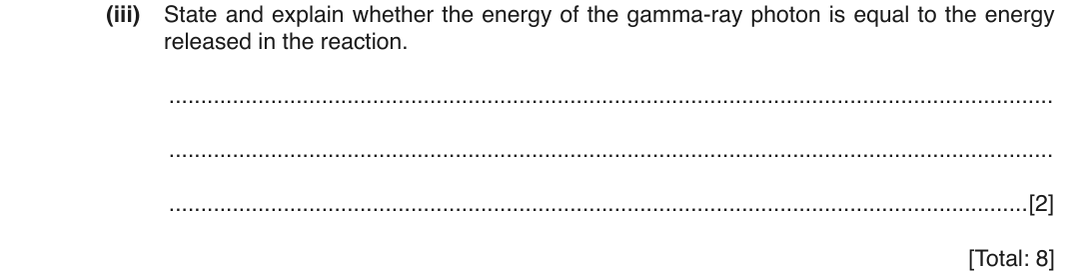 (iii) State and explain whether the energy of the gamma-ray photon is equal to the energy
released in the reaction.
..........................................................................................................................................
..........................................................................................................................................
......................................................................................................................................[2]
[Total: 8]